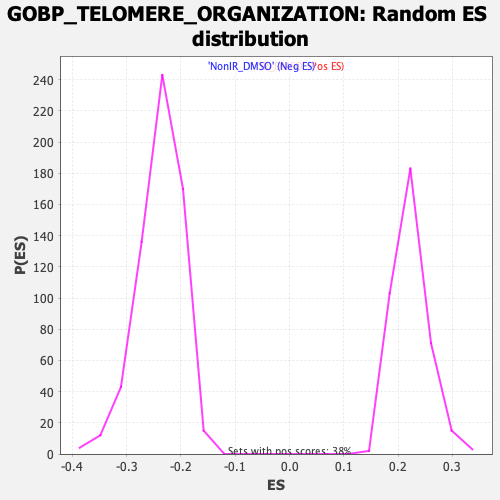 GOBP_TELOMERE_ORGANIZATION: Random ES
distribution
'NonIR_DMSO' (Neg ES)
os ES)
240
220
200
180
160
140
120
100
80
60
40
20
0
P(ES)
Sets with pos scores: 38%
-0.4 -0.3 -0.2 -0.1 0.0 0.1 0.2 0.3
ES